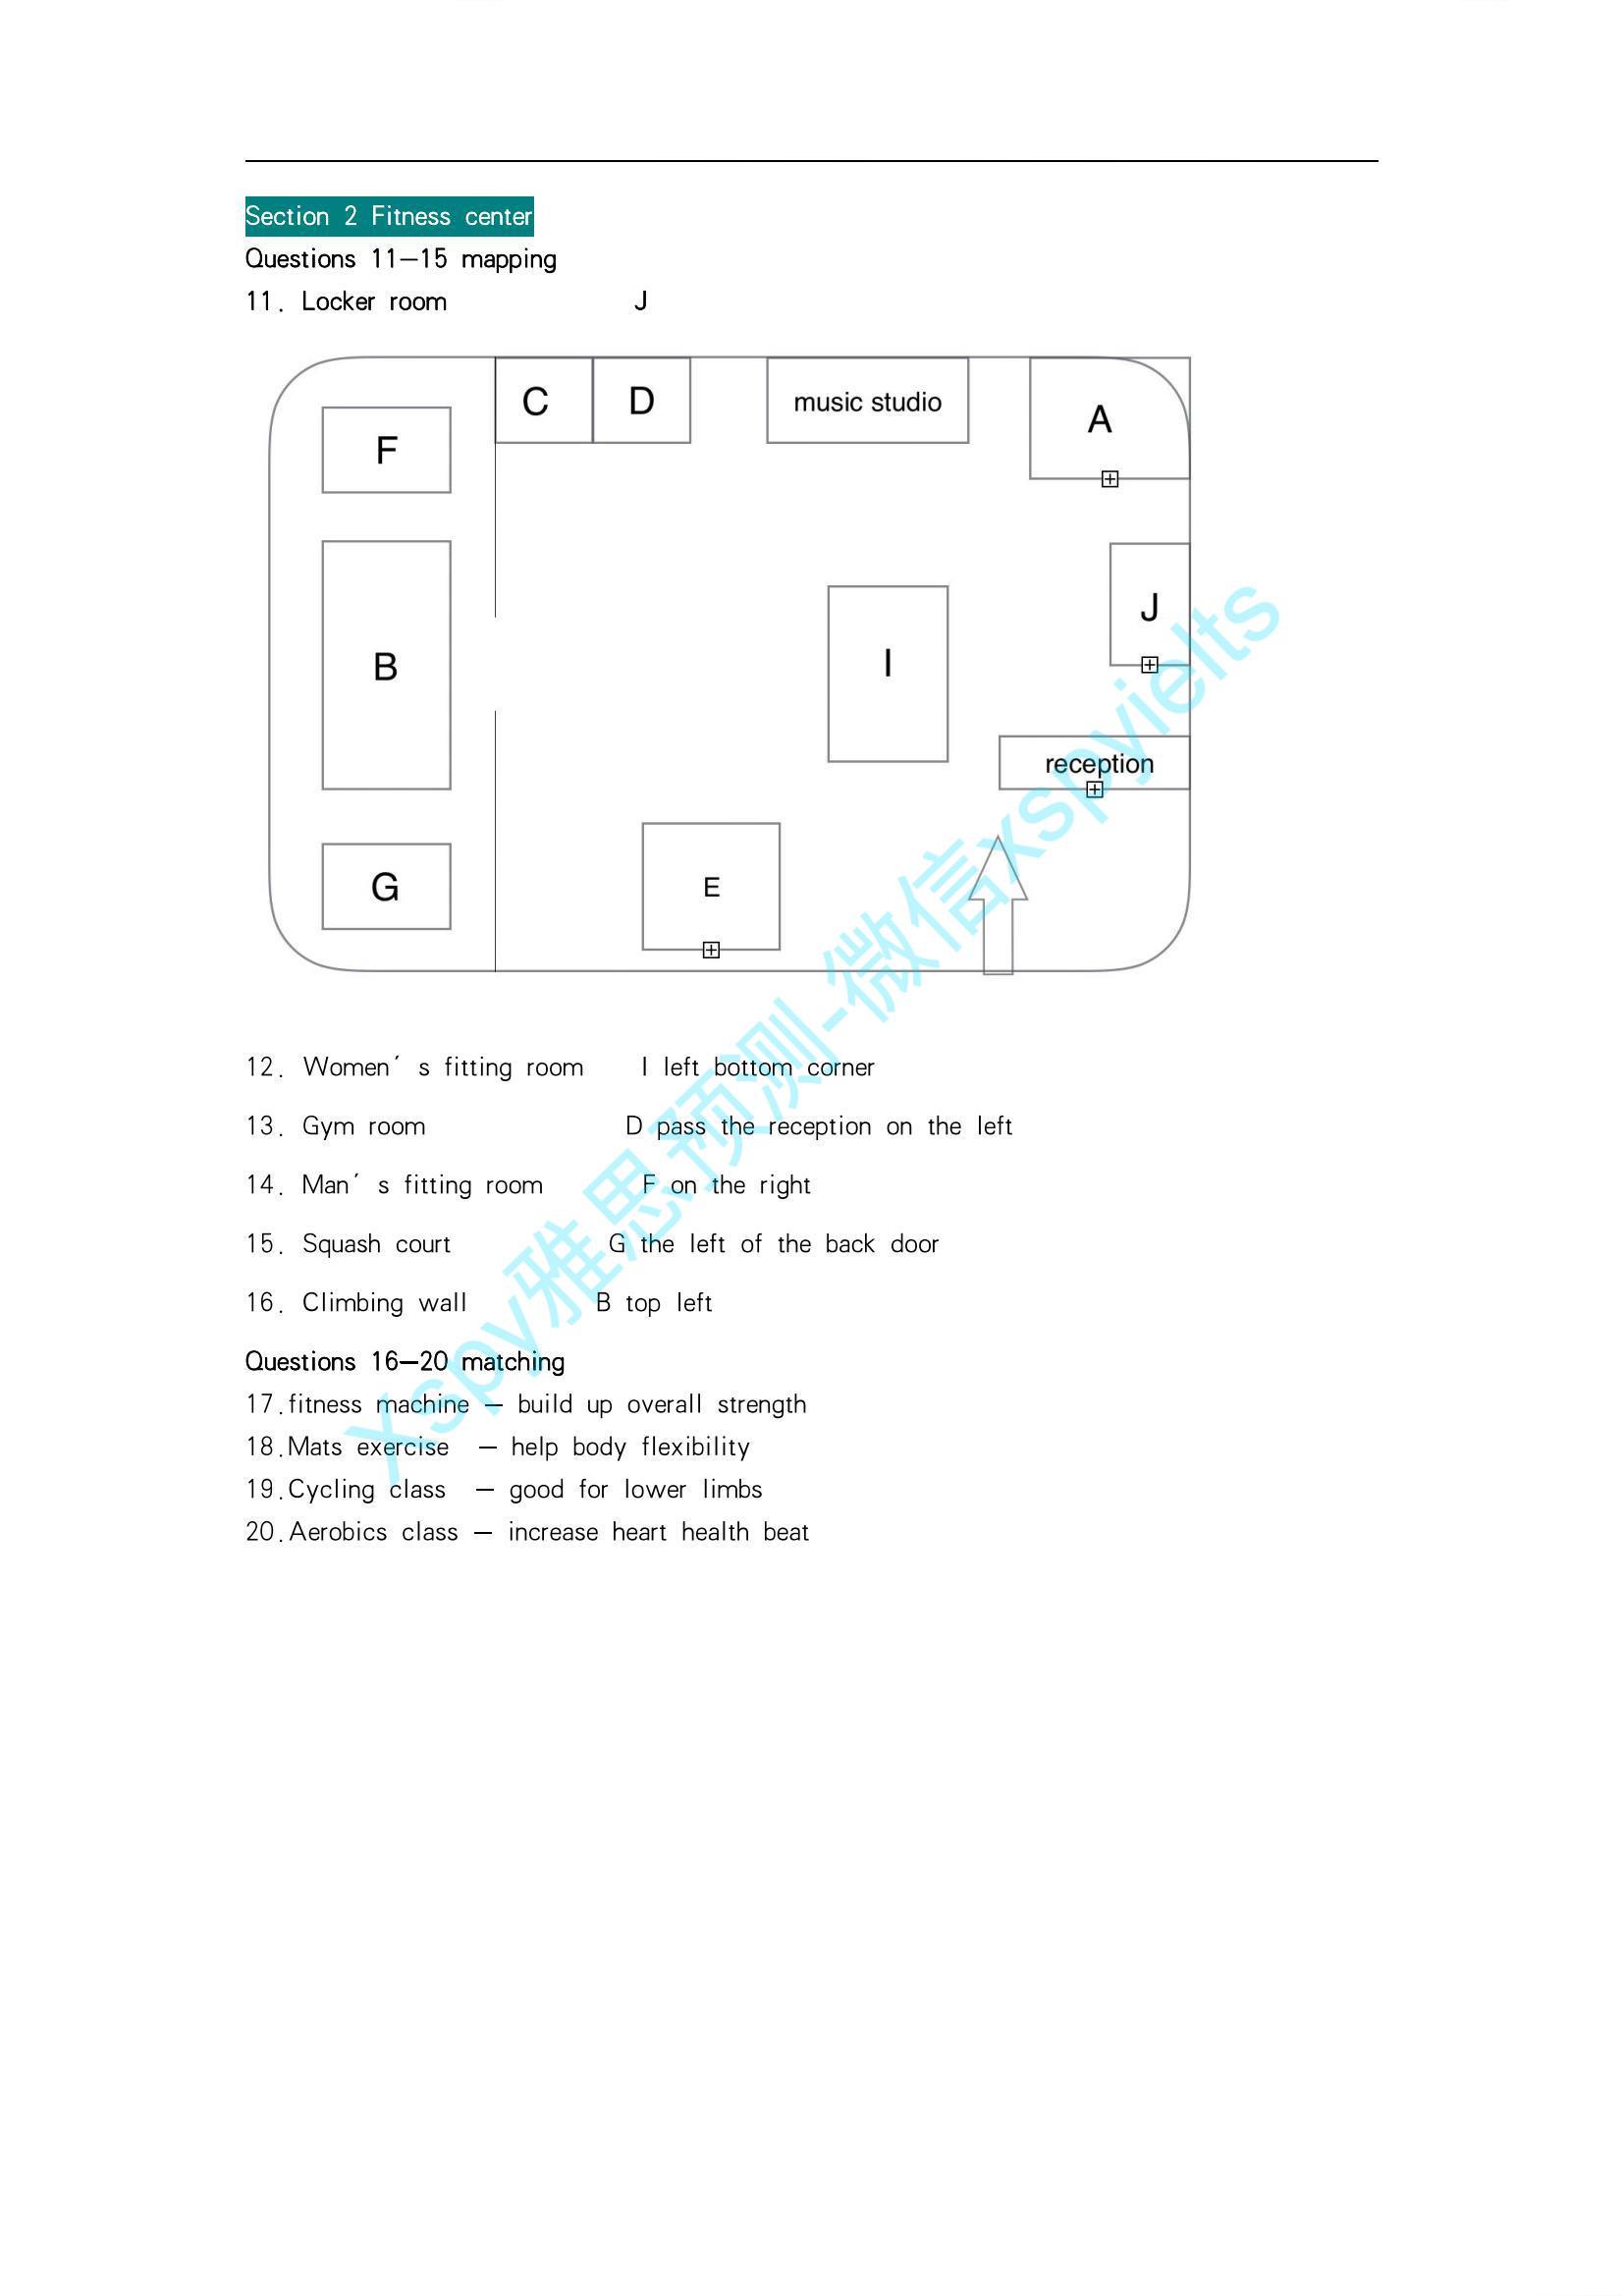 Section 2 Fitness center
Questions 11—15 mapping
11. Locker room J
C D music studio A
F
J
B I
reception
G E
12. Women´s fitting room I left bottom corner
13. Gym room D pass the reception on the left
14. Man´s fitting room F on the right
15. Squash court G the left of the back door
16. Climbing wall B top left
Questions 16—20 matching
17.fitness machine — build up overall strength
18.Mats exercise — help body flexibility
19.Cycling class — good for lower limbs
20.Aerobics class — increase heart health beat
xspy雅思预测-微信xspyielts